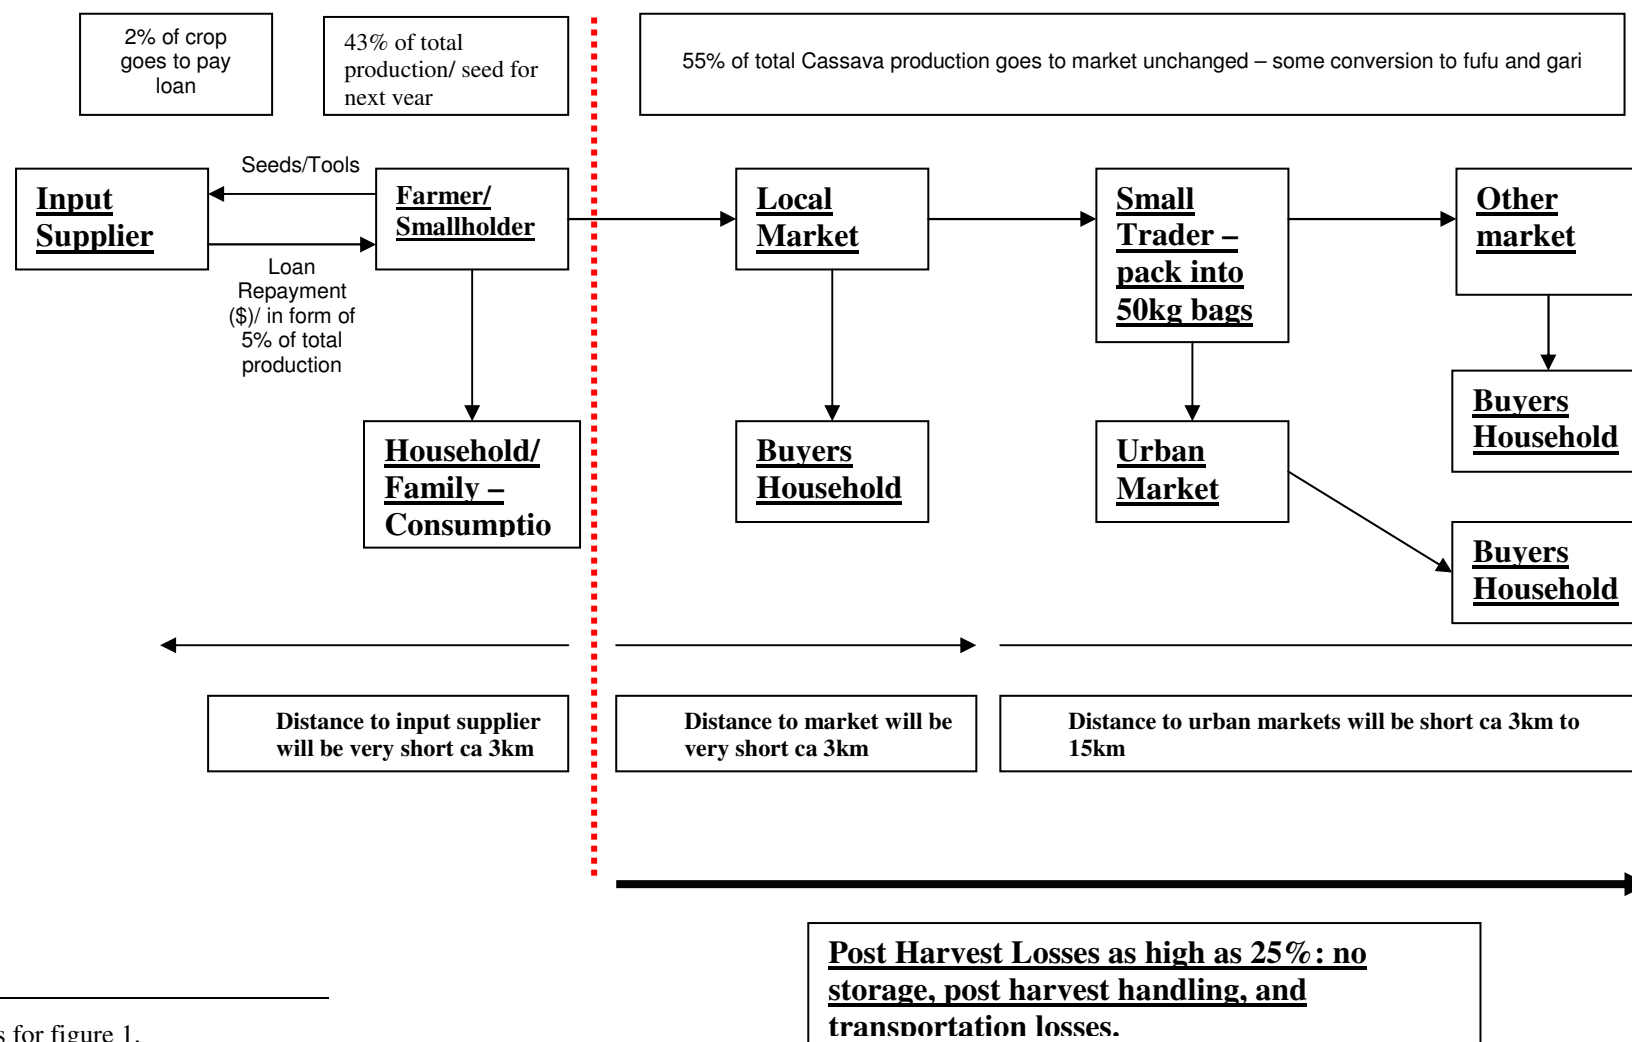 2% of crop
goes to pay
loan
43% of total
production/ seed for
next year
55% of total Cassava production goes to market unchanged – some conversion to fufu and gari
Seeds/Tools
Input
Supplier
Farmer/
Smallholder
Local
Market
Small
Trader –
pack into
50kg bags
Other
market
Loan
Repayment
($)/ in form of
5% of total
production
Household/
Family –
Consumptio
Buyers
Household
Urban
Market
Buyers
Household
Buyers
Household
Distance to input supplier
will be very short ca 3km
Distance to market will be
very short ca 3km
Distance to urban markets will be short ca 3km to
15km
Post Harvest Losses as high as 25%: no
storage, post harvest handling, and
transportation losses.
s for figure 1.